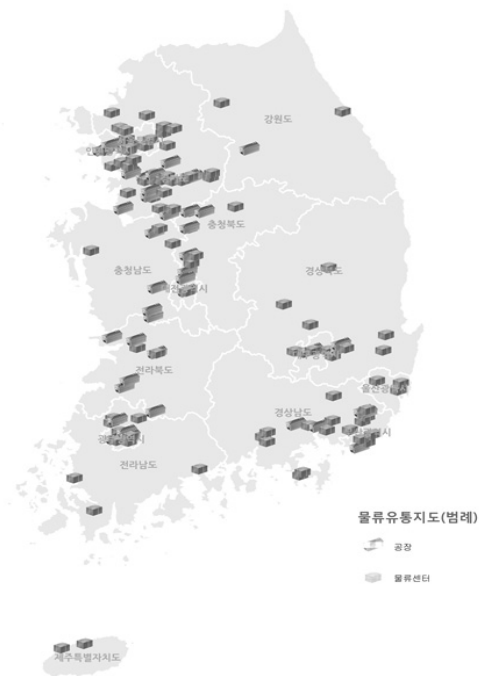 강원도
충청북도
충청남도
경상북도
전라북도
울산광역시
경상남도
전라남도
물류유통지도(범례)
공장
물류센터
제주특별자치도